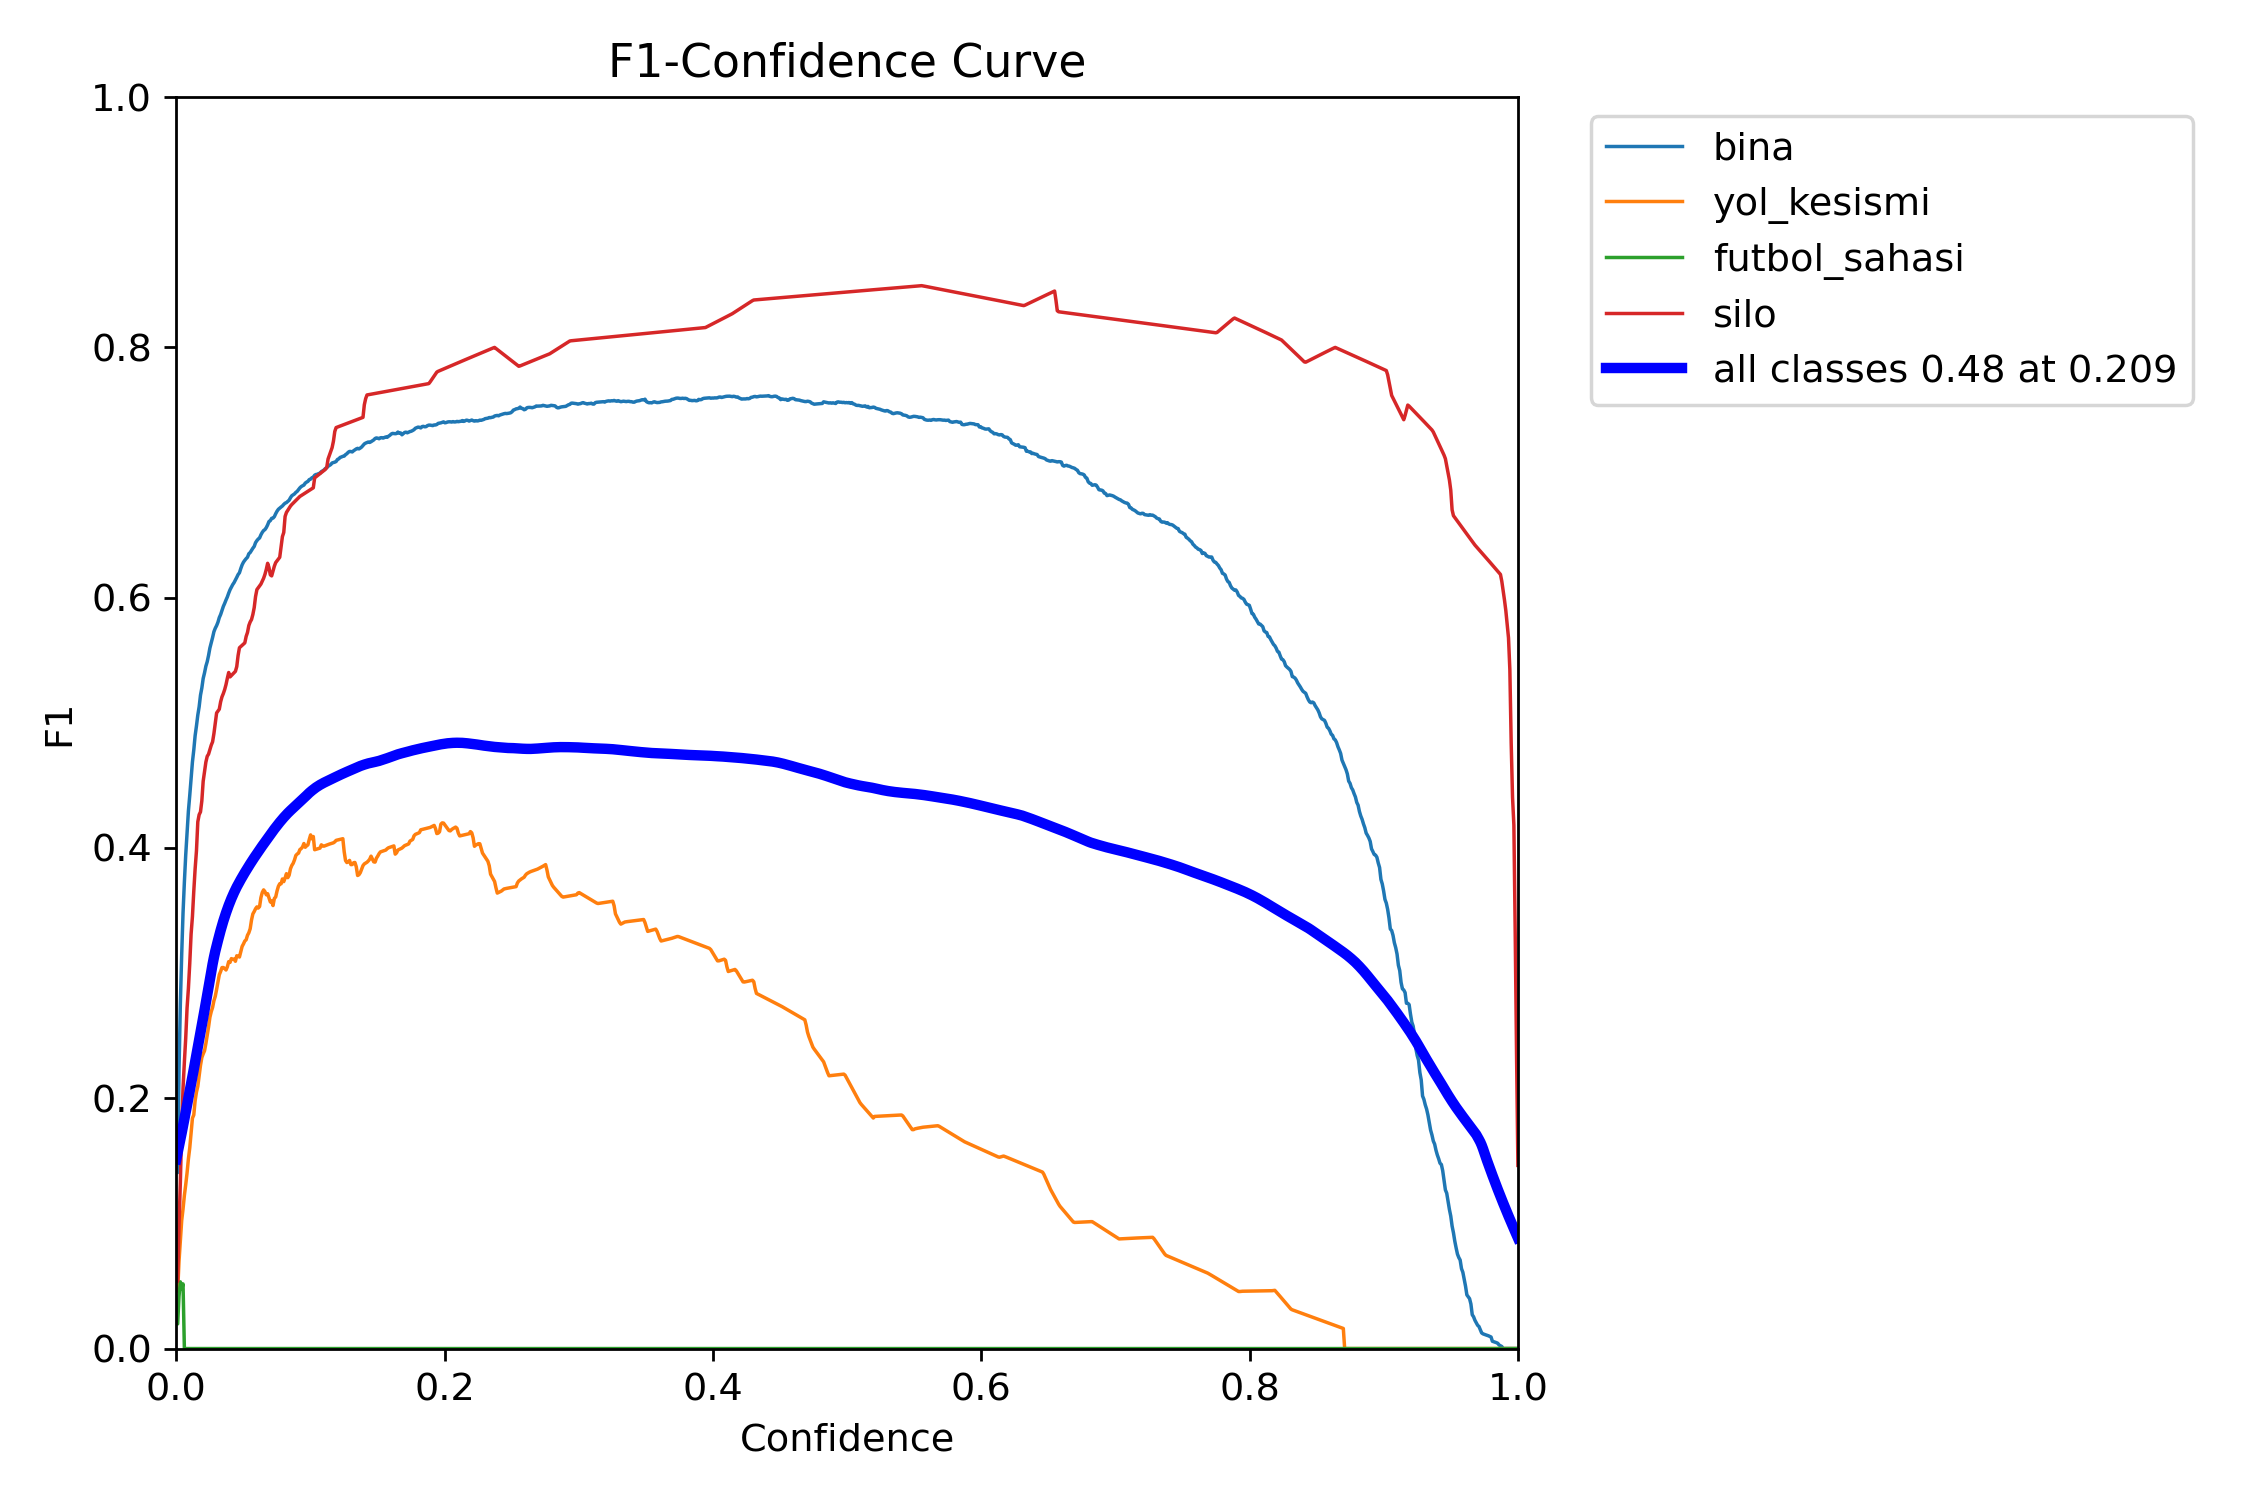 F1-Confidence Curve
1.0
0.8
0.6
0.4
0.2
0.0
F1
0.0 0.2 0.4 0.6 0.8 1.0
Confidence
bina
yol_kesismi
futbol_sahasi
silo
all classes 0.48 at 0.209